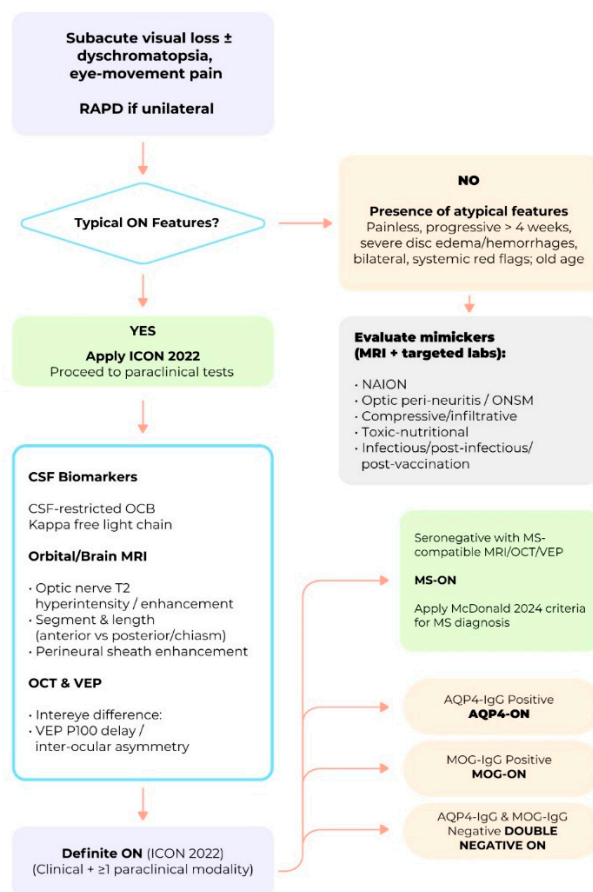 Subacute visual loss ±
dyschromatopsia,
eye-movement pain
RAPD if unilateral
Typical ON Features?
NO
Presence of atypical features
Painless, progressive > 4 weeks,
severe disc edema/hemorrhages,
bilateral, systemic red flags; old age
YES
Apply ICON 2022
Proceed to paraclinical tests
Evaluate mimickers
(MRI + targeted labs):
• NAION
• Optic peri-neuritis / ONSM
• Compressive/infiltrative
• Toxic-nutritional
• Infectious/post-infectious/
post-vaccination
CSF Biomarkers
CSF-restricted OCB
Kappa free light chain
Orbital/Brain MRI
• Optic nerve T2
hyperintensity / enhancement
• Segment & length
(anterior vs posterior/chiasm)
• Perineural sheath enhancement
OCT & VEP
• Intereye difference:
• VEP P100 delay /
inter-ocular asymmetry
Definite ON (ICON 2022)
(Clinical + ≥1 paraclinical modality)
Seronegative with MS-
compatible MRI/OCT/VEP
MS-ON
Apply McDonald 2024 criteria
for MS diagnosis
AQP4-IgG Positive
AQP4-ON
MOG-IgG Positive
MOG-ON
AQP4-IgG & MOG-IgG
Negative DOUBLE
NEGATIVE ON